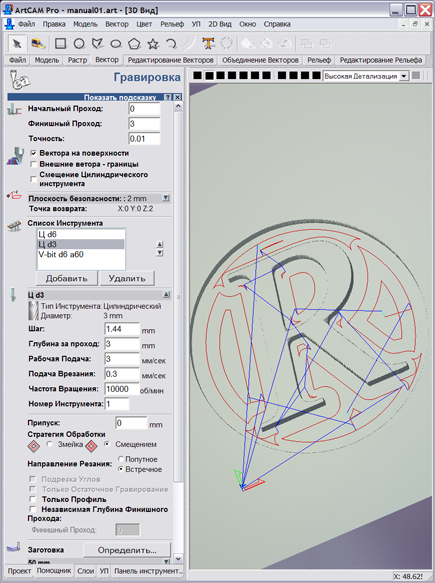 ArtCAM Pro - manual01.art - [3D Вид]
Файл Правка Модель Вектор Растр Цвет Рельеф УП 2D Вид Окно Справка
Файл Модель Растр Вектор Редактирование Векторов Объединение Векторов Рельеф Редактирование Рельефа
Гравировка
Высокая Детализация
Показать подсказку
Начальный Проход: 0
Финишный Проход: 3
Точность: 0.01
Вектора на поверхности
Внешние ветора - границы
Смещение Цилиндрического
инструмента
Плоскость безопасности: : 2 mm
Точка возврата: X:0 Y:0 Z:2
Список Инструмента
Ц d6
Ц d3
V-bit d6 a60
Добавить Удалить
Ц d3
Тип Инструмента: Цилиндрический
Диаметр: 3 mm
Шаг: 1.44 mm
Глубина за проход: 3 mm
Рабочая Подача: 3 мм/сек
Подача Врезания: 0.3 мм/сек
Частота Вращения: 10000 об/мин
Номер Инструмента: 1
Припуск: 0 mm
Стратегия Обработки
Змейка Смещением
Направление Резания: Попутное
Встречное
Подрезка Углов
Только Остаточное Гравирование
Только Профиль
Независимая Глубина Финишного
Прохода:
Финишный Проход: 0
Заготовка Определить...
50 mm
Проект Помощник Слои УП Панель инструмент...
X: 48.625